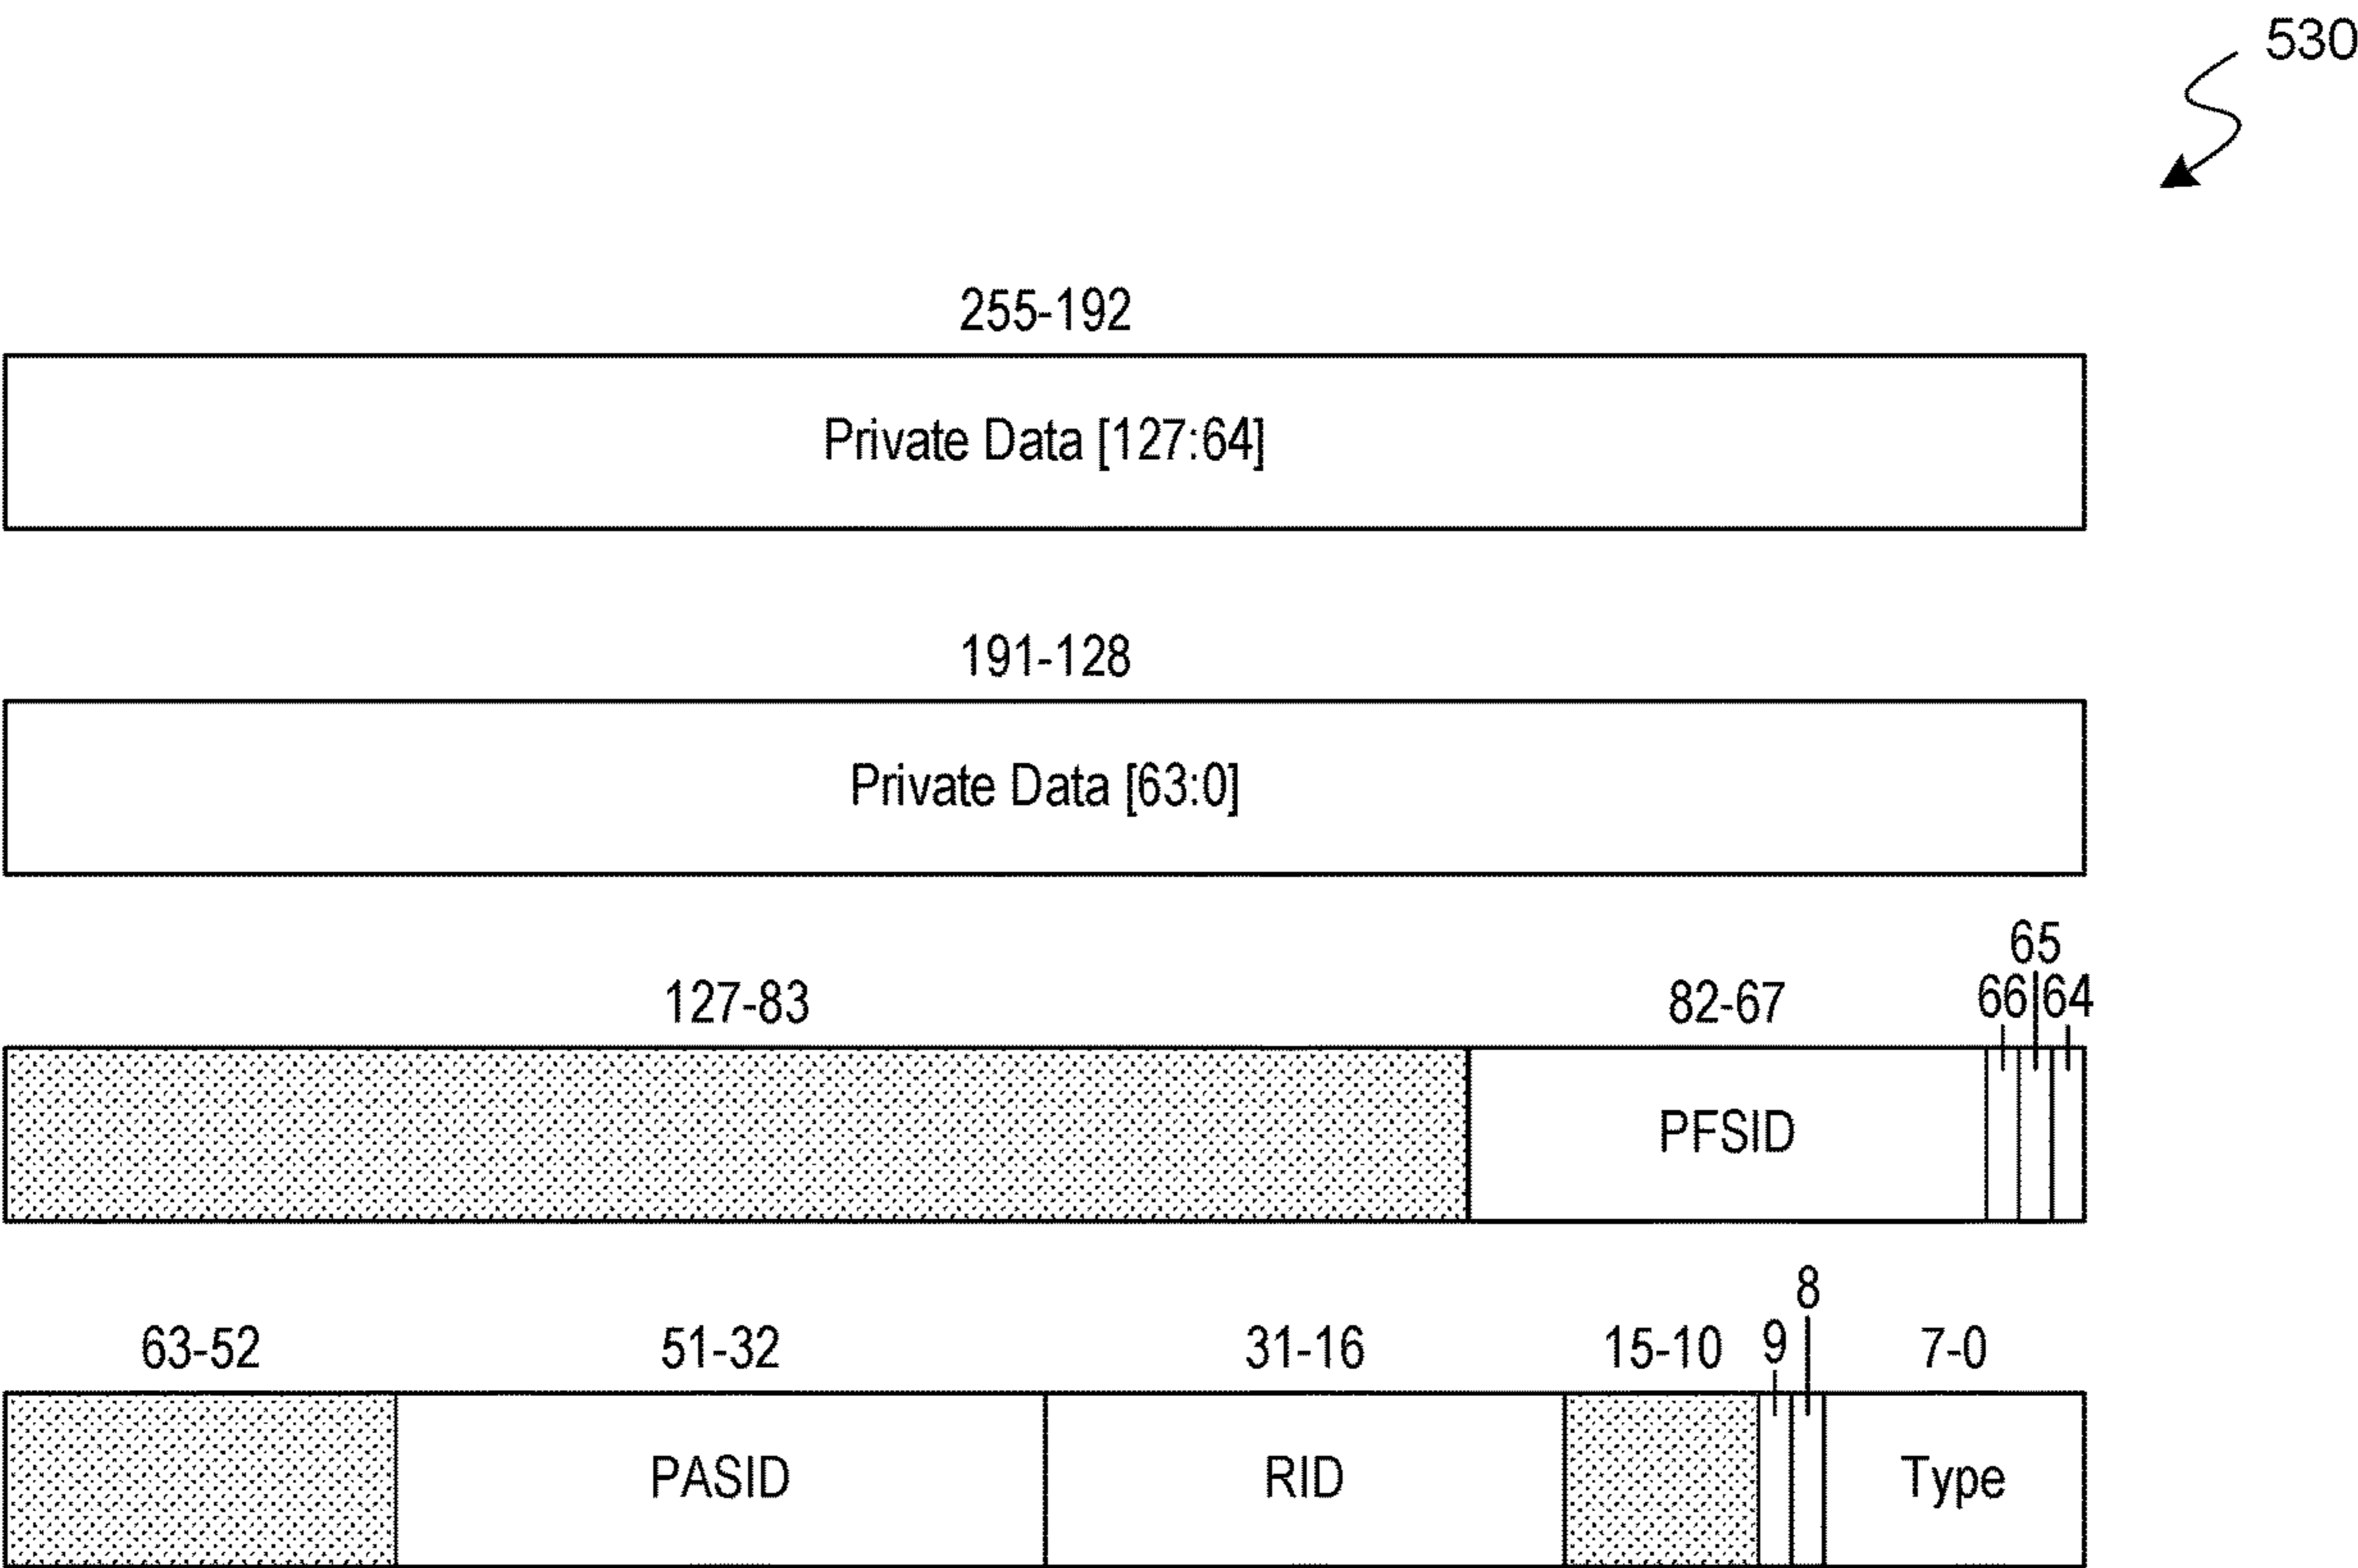 530
255-192
Private Data [127:64]
191-128
Private Data [63:0]
65
127-83 82-67 66 64
PFSID
8
63-52 51-32 31-16 15-10 9 7-0
PASID RID Type